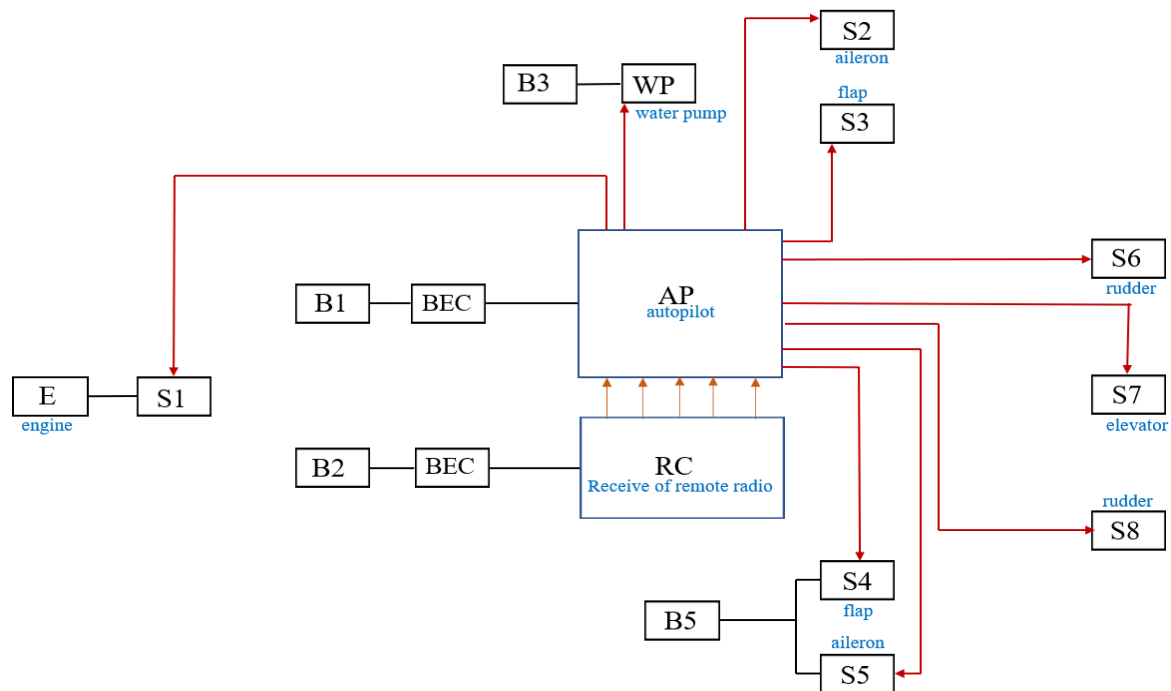 S2
aileron
B3
WP
water pump
flap
S3
S6
rudder
B1
BEC
AP
autopilot
E
engine
S1
S7
elevator
B2
BEC
RC
Receive of remote radio
rudder
S8
S4
flap
B5
aileron
S5